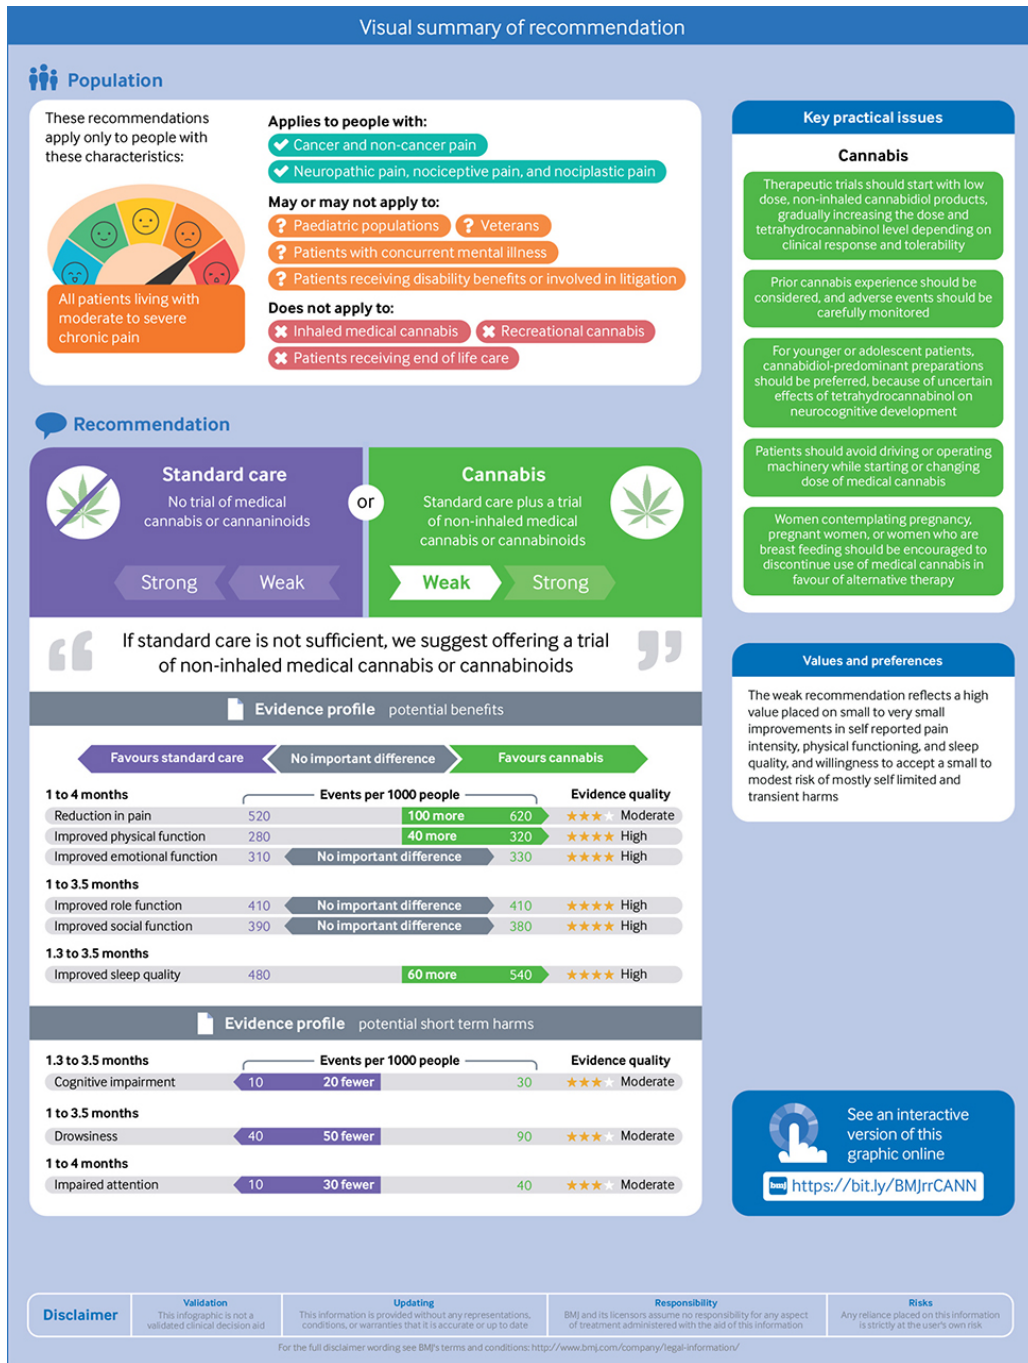 Visual summary of recommendation
Population
These recommendations
apply only to people with
these characteristics:
All patients living with
moderate to severe
chronic pain
Applies to people with:
Cancer and non-cancer pain
Neuropathic pain, nociceptive pain, and nociplastic pain
May or may not apply to:
? Paediatric populations ? Veterans
? Patients with concurrent mental illness
? Patients receiving disability benefits or involved in litigation
Does not apply to:
Inhaled medical cannabis Recreational cannabis
Patients receiving end of life care
Recommendation
Standard care
No trial of medical
cannabis or cannaninoids
Strong Weak
or
Cannabis
Standard care plus a trial
of non-inhaled medical
cannabis or cannabinoids
Weak Strong
“ If standard care is not sufficient, we suggest offering a trial
of non-inhaled medical cannabis or cannabinoids ”
Evidence profile potential benefits
Favours standard care No important difference Favours cannabis
1 to 4 months Events per 1000 people Evidence quality
Reduction in pain 520 100 more 620 Moderate
Improved physical function 280 40 more 320 High
Improved emotional function 310 No important difference 330 High
1 to 3.5 months
Improved role function 410 No important difference 410 High
Improved social function 390 No important difference 380 High
1.3 to 3.5 months
Improved sleep quality 480 60 more 540 High
Evidence profile potential short term harms
1.3 to 3.5 months Events per 1000 people Evidence quality
Cognitive impairment 10 20 fewer 30 Moderate
1 to 3.5 months
Drowsiness 40 50 fewer 90 Moderate
1 to 4 months
Impaired attention 10 30 fewer 40 Moderate
Key practical issues
Cannabis
Therapeutic trials should start with low
dose, non-inhaled cannabidiol products,
gradually increasing the dose and
tetrahydrocannabinol level depending on
clinical response and tolerability
Prior cannabis experience should be
considered, and adverse events should be
carefully monitored
For younger or adolescent patients,
cannabidiol-predominant preparations
should be preferred, because of uncertain
effects of tetrahydrocannabinol on
neurocognitive development
Patients should avoid driving or operating
machinery while starting or changing
dose of medical cannabis
Women contemplating pregnancy,
pregnant women, or women who are
breast feeding should be encouraged to
discontinue use of medical cannabis in
favour of alternative therapy
Values and preferences
The weak recommendation reflects a high
value placed on small to very small
improvements in self reported pain
intensity, physical functioning, and sleep
quality, and willingness to accept a small to
modest risk of mostly self limited and
transient harms
See an interactive
version of this
graphic online
bmj https://bit.ly/BMJrrCANN
Disclaimer
Validation
This infographic is not a
validated clinical decision aid
Updating
This information is provided without any representations,
conditions, or warranties that it is accurate or up to date
Responsibility
BMJ and its licensors assume no responsibility for any aspect
of treatment administered with the aid of this information
Risks
Any reliance placed on this information
is strictly at the user's own risk
For the full disclaimer wording see BMJ's terms and conditions: http://www.bmj.com/company/legal-information/